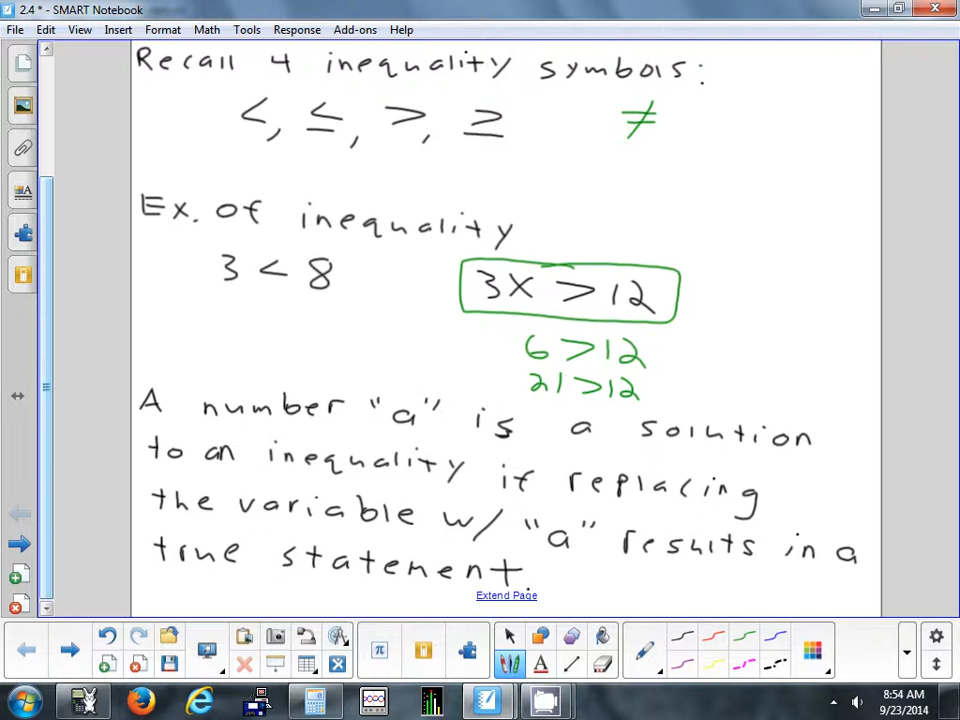 2.4 * - SMART Notebook
File Edit View Insert Format Math Tools Response Add-ons Help
Recall 4 inequality symbols:
<, ≤, >, ≥ ≠
Ex. of inequality
3 < 8 3x > 12
6 > 12
21 > 12
A number "a" is a solution
to an inequality if replacing
the variable w/ "a" results in a
true statement.
Extend Page
8:54 AM
9/23/2014